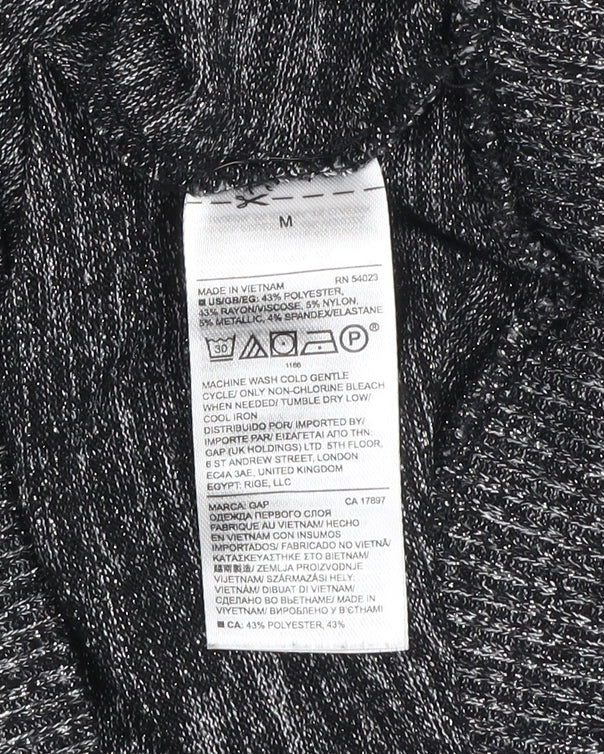 M
MADE IN VIETNAM RN 54023
US/GB/EG: 43% POLYESTER,
43% RAYON/VISCOSE, 5% NYLON,
5% METALLIC, 4% SPANDEX/ELASTANE
30 P ®
1166
MACHINE WASH COLD GENTLE
CYCLE/ ONLY NON-CHLORINE BLEACH
WHEN NEEDED/ TUMBLE DRY LOW/
COOL IRON
DISTRIBUIDO POR/ IMPORTED BY/
IMPORTE PAR/ ΕΙΣΑΓΕΤΑΙ ΑΠΟ ΤΗΝ:
GAP (UK HOLDINGS) LTD. 5TH FLOOR,
6 ST ANDREW STREET, LONDON
EC4A 3AE, UNITED KINGDOM
EGYPT: RIGE, LLC
MARCA: GAP CA 17897
ОДЕЖДА ПЕРВОГО СЛОЯ
FABRIQUE AU VIETNAM/ HECHO
EN VIETNAM CON INSUMOS
IMPORTADOS/ FABRICADO NO VIETNÃ/
ΚΑΤΑΣΚΕΥΑΣΤΗΚΕ ΣΤΟ ΒΙΕΤΝΑΜ/
越南製造/ ZEMLJA PROIZVODNJE
VIJETNAM/ SZÁRMAZÁSI HELY:
VIETNAM/ DIBUAT DI VIETNAM/
СДЕЛАНО ВО ВЬЕТНАМЕ/ MADE IN
VIYETNAM/ ВИРОБЛЕНО У В'ЄТНАМІ
CA: 43% POLYESTER, 43%